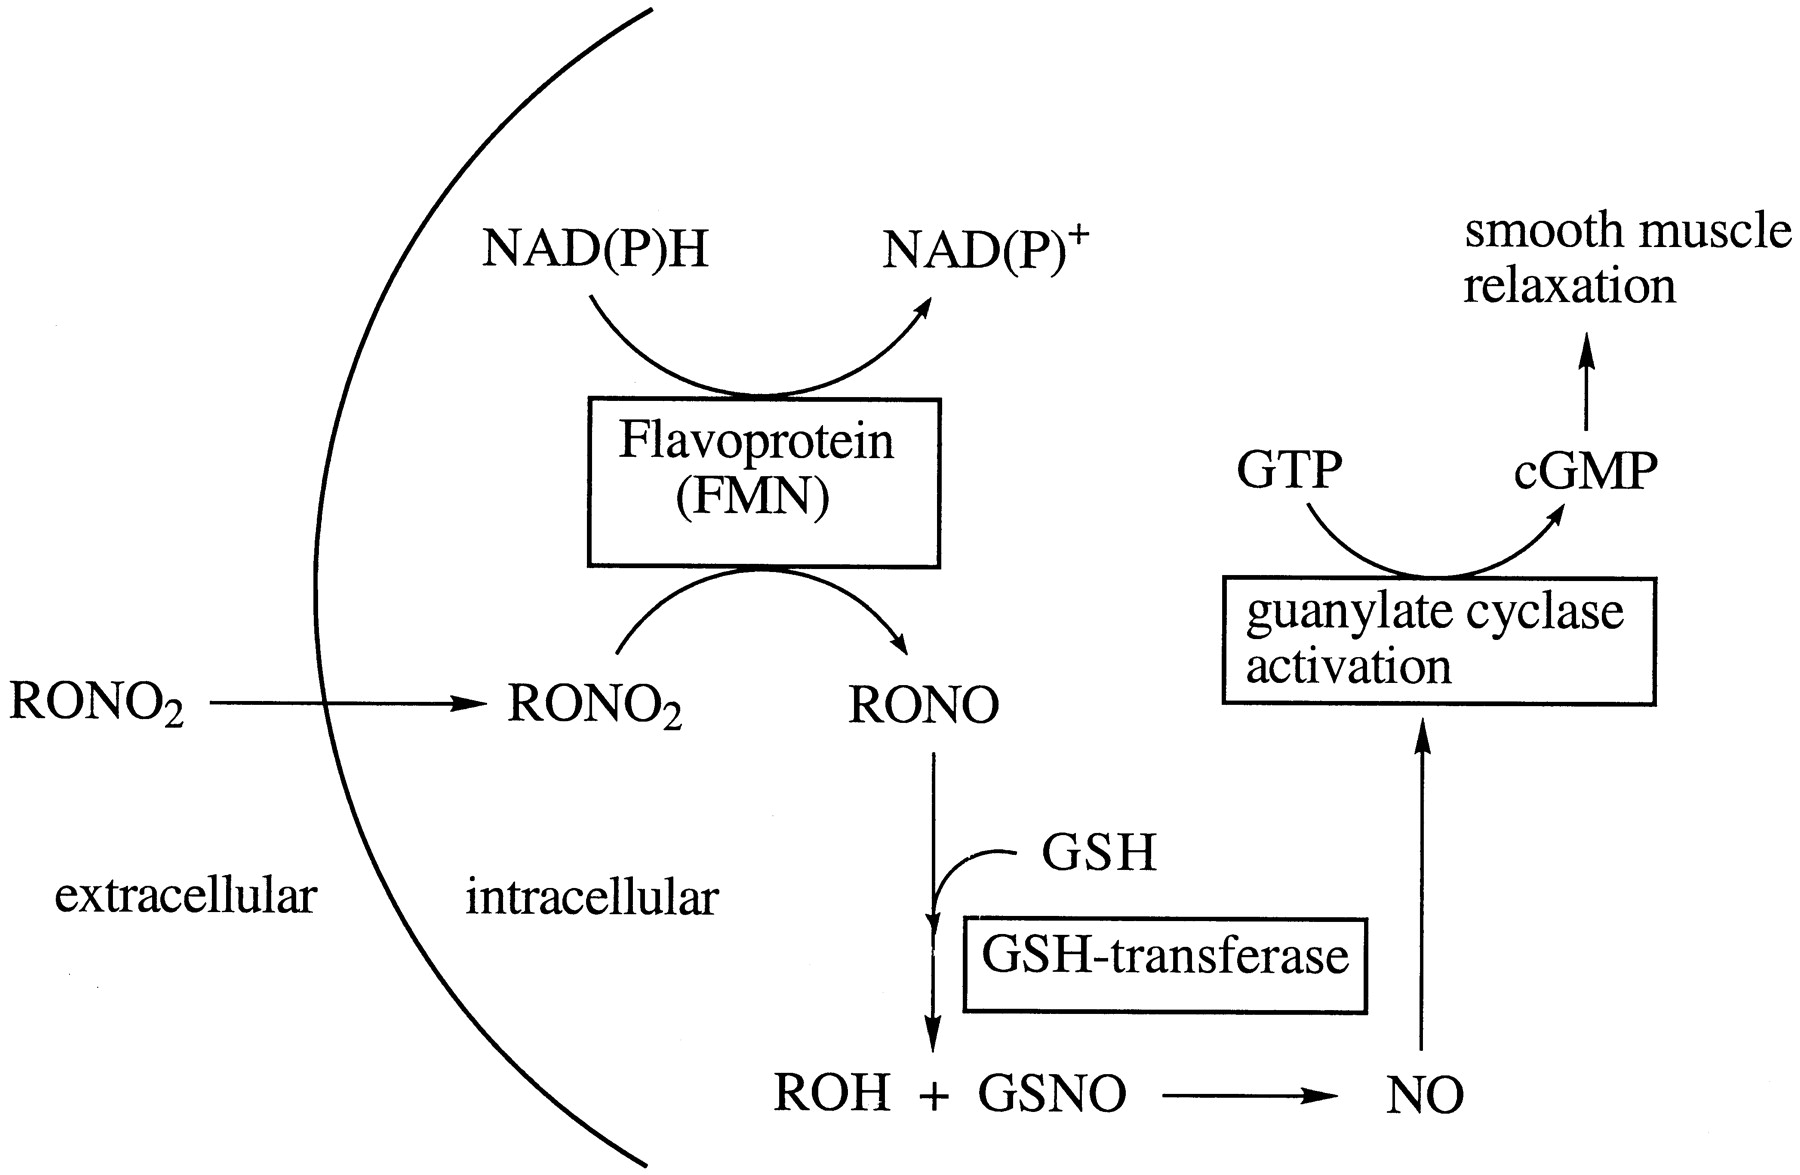 NAD(P)H
NAD(P)+
smooth muscle
relaxation
Flavoprotein
(FMN)
GTP
cGMP
guanylate cyclase
activation
RONO2
RONO2
RONO
GSH
extracellular
intracellular
GSH-transferase
ROH + GSNO
NO